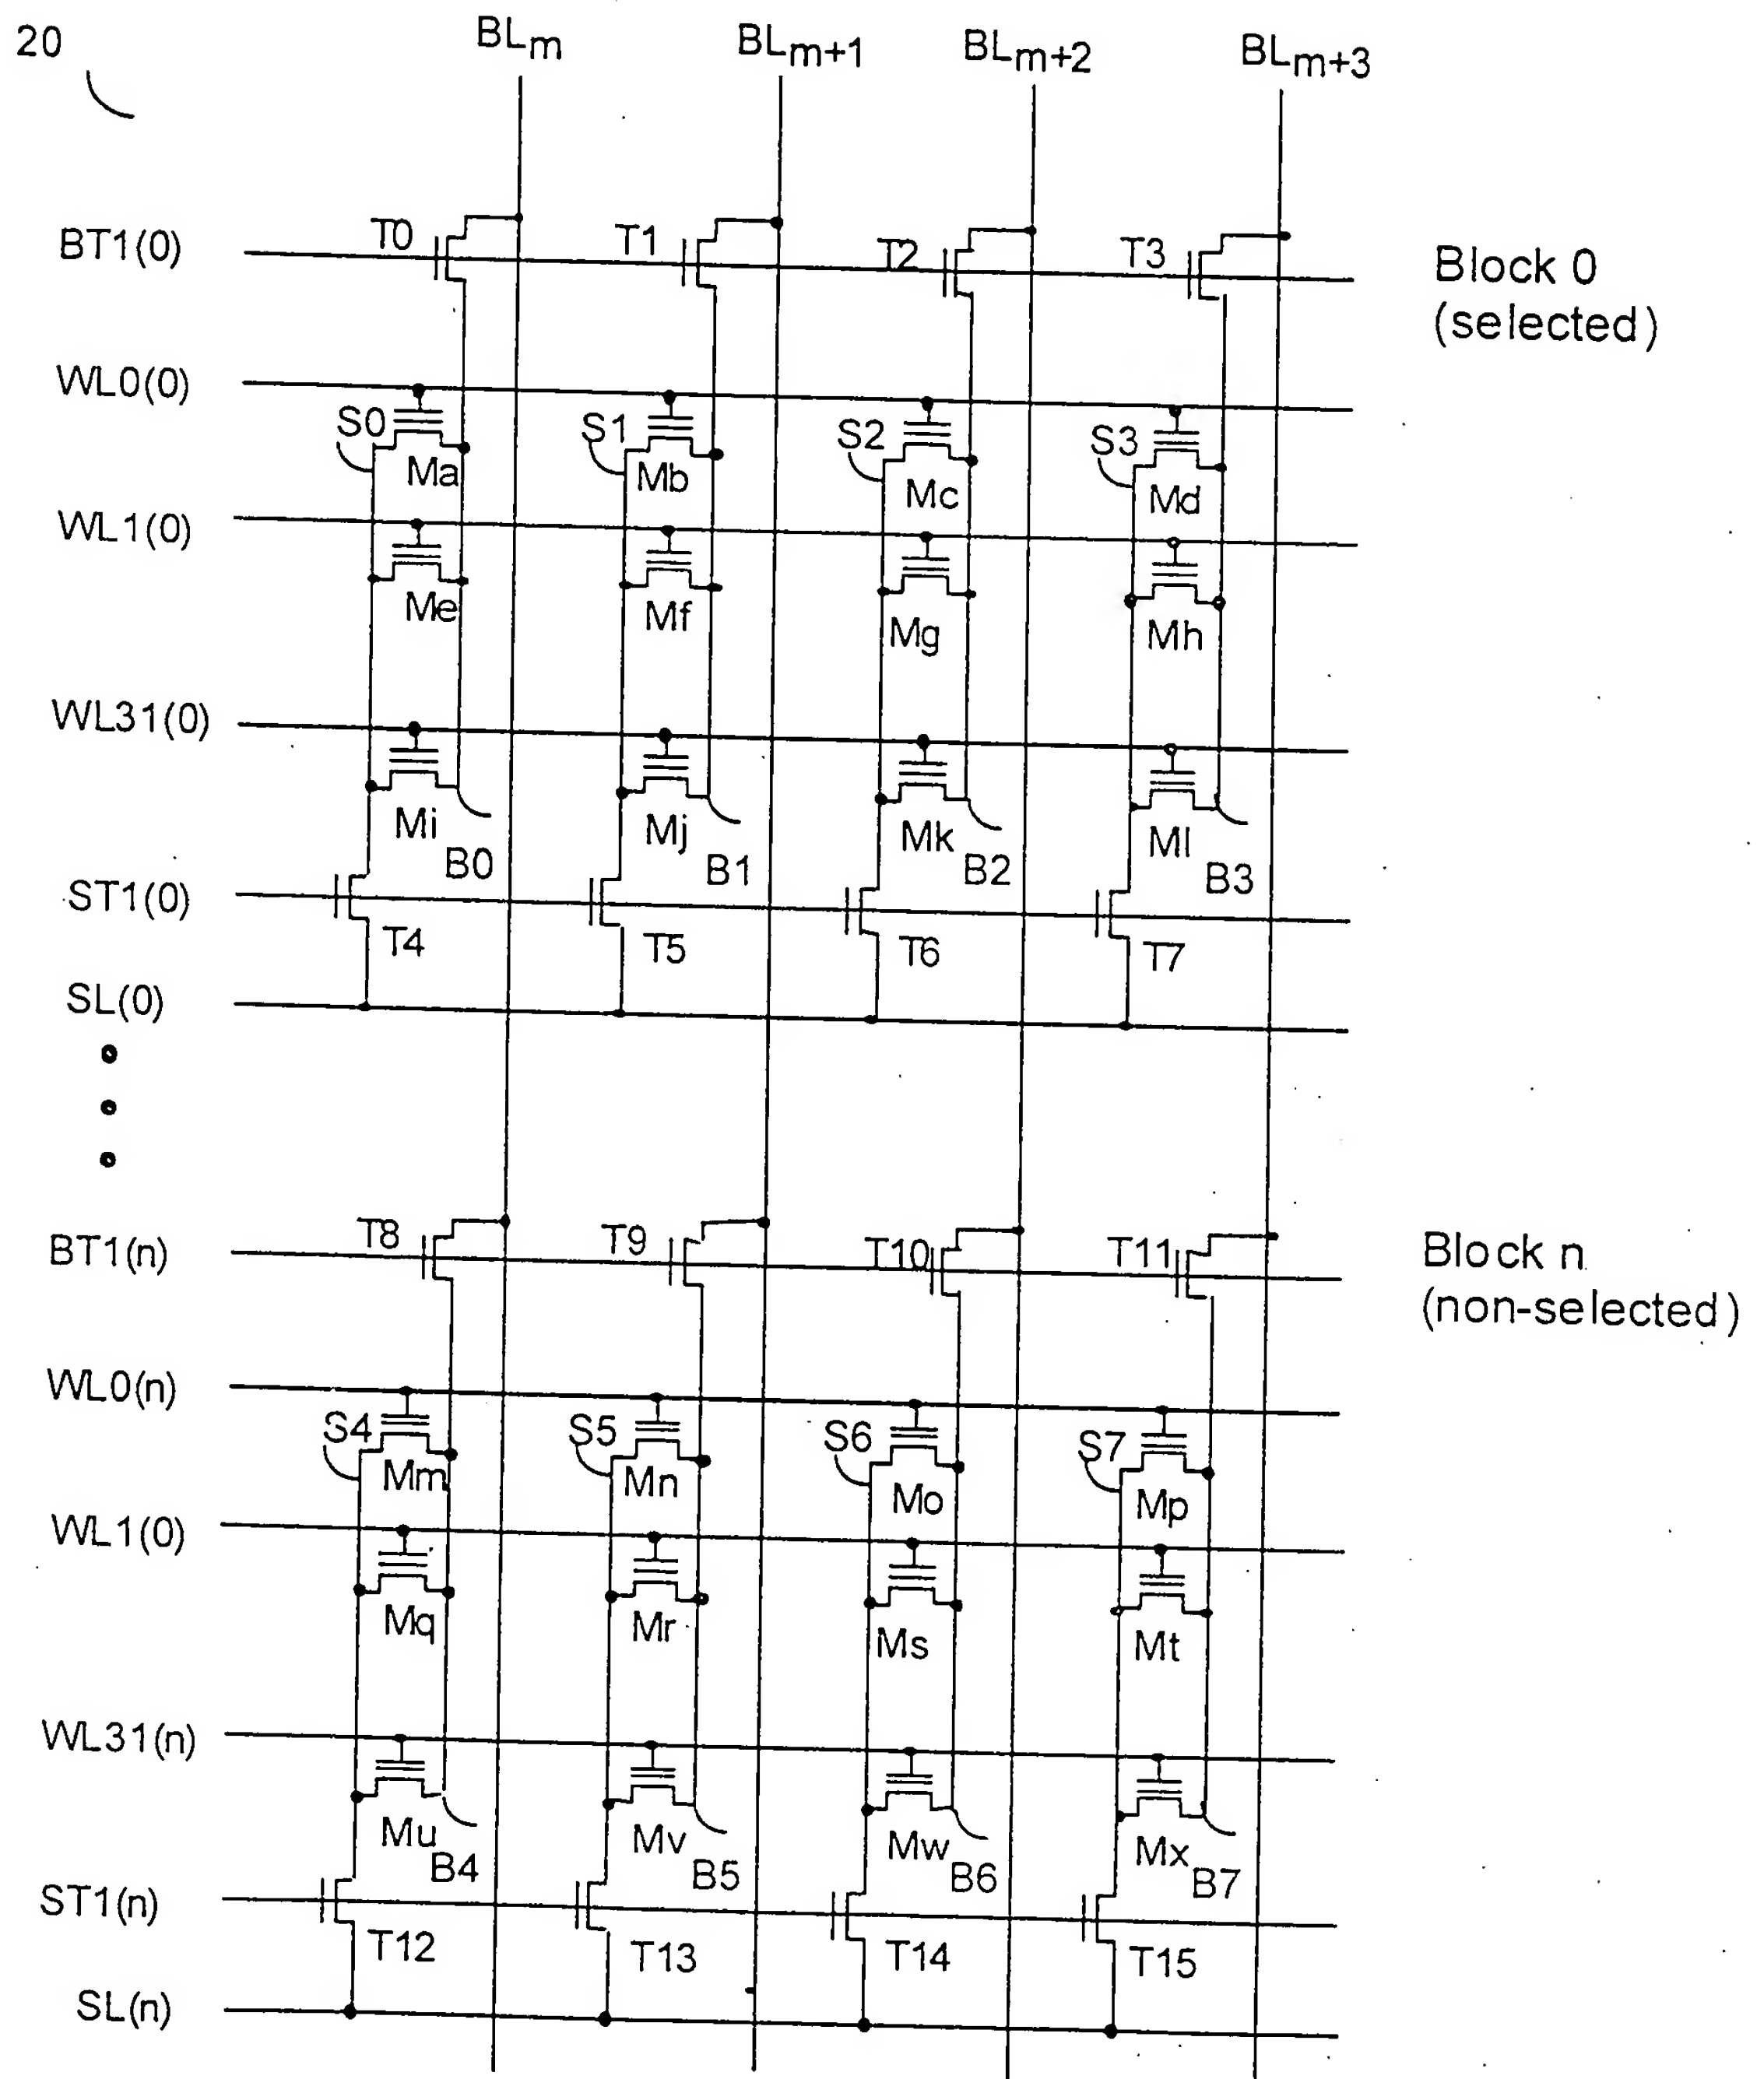 20
BLm BLm+1 BLm+2 BLm+3
BT1(0) T0 T1 T2 T3 Block 0
(selected)
WL0(0)
S0 S1 S2 S3
Ma Mb Mc Md
WL1(0)
Me Mf Mg Mh
WL31(0)
Mi Mj Mk Ml
B0 B1 B2 B3
ST1(0)
T4 T5 T6 T7
SL(0)
BT1(n) T8 T9 T10 T11 Block n
(non-selected)
WL0(n)
S4 S5 S6 S7
Mm Mn Mo Mp
WL1(0)
Mq Mr Ms Mt
WL31(n)
Mu Mv Mw Mx
B4 B5 B6 B7
ST1(n)
T12 T13 T14 T15
SL(n)